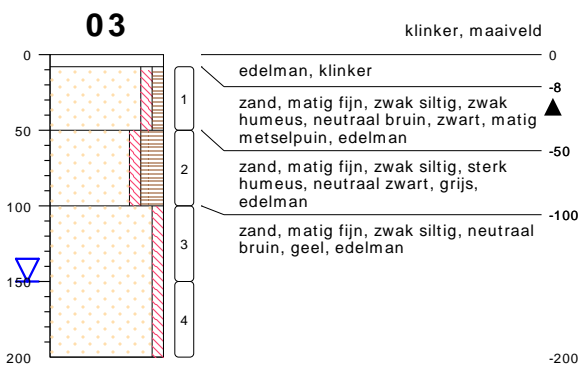 03
klinker, maaiveld
0
0
edelman, klinker
-8
1
zand, matig fijn, zwak siltig, zwak
humeus, neutraal bruin, zwart, matig
metselpuin, edelman
50
-50
2
zand, matig fijn, zwak siltig, sterk
humeus, neutraal zwart, grijs,
edelman
100
-100
3
zand, matig fijn, zwak siltig, neutraal
bruin, geel, edelman
150
4
200
-200